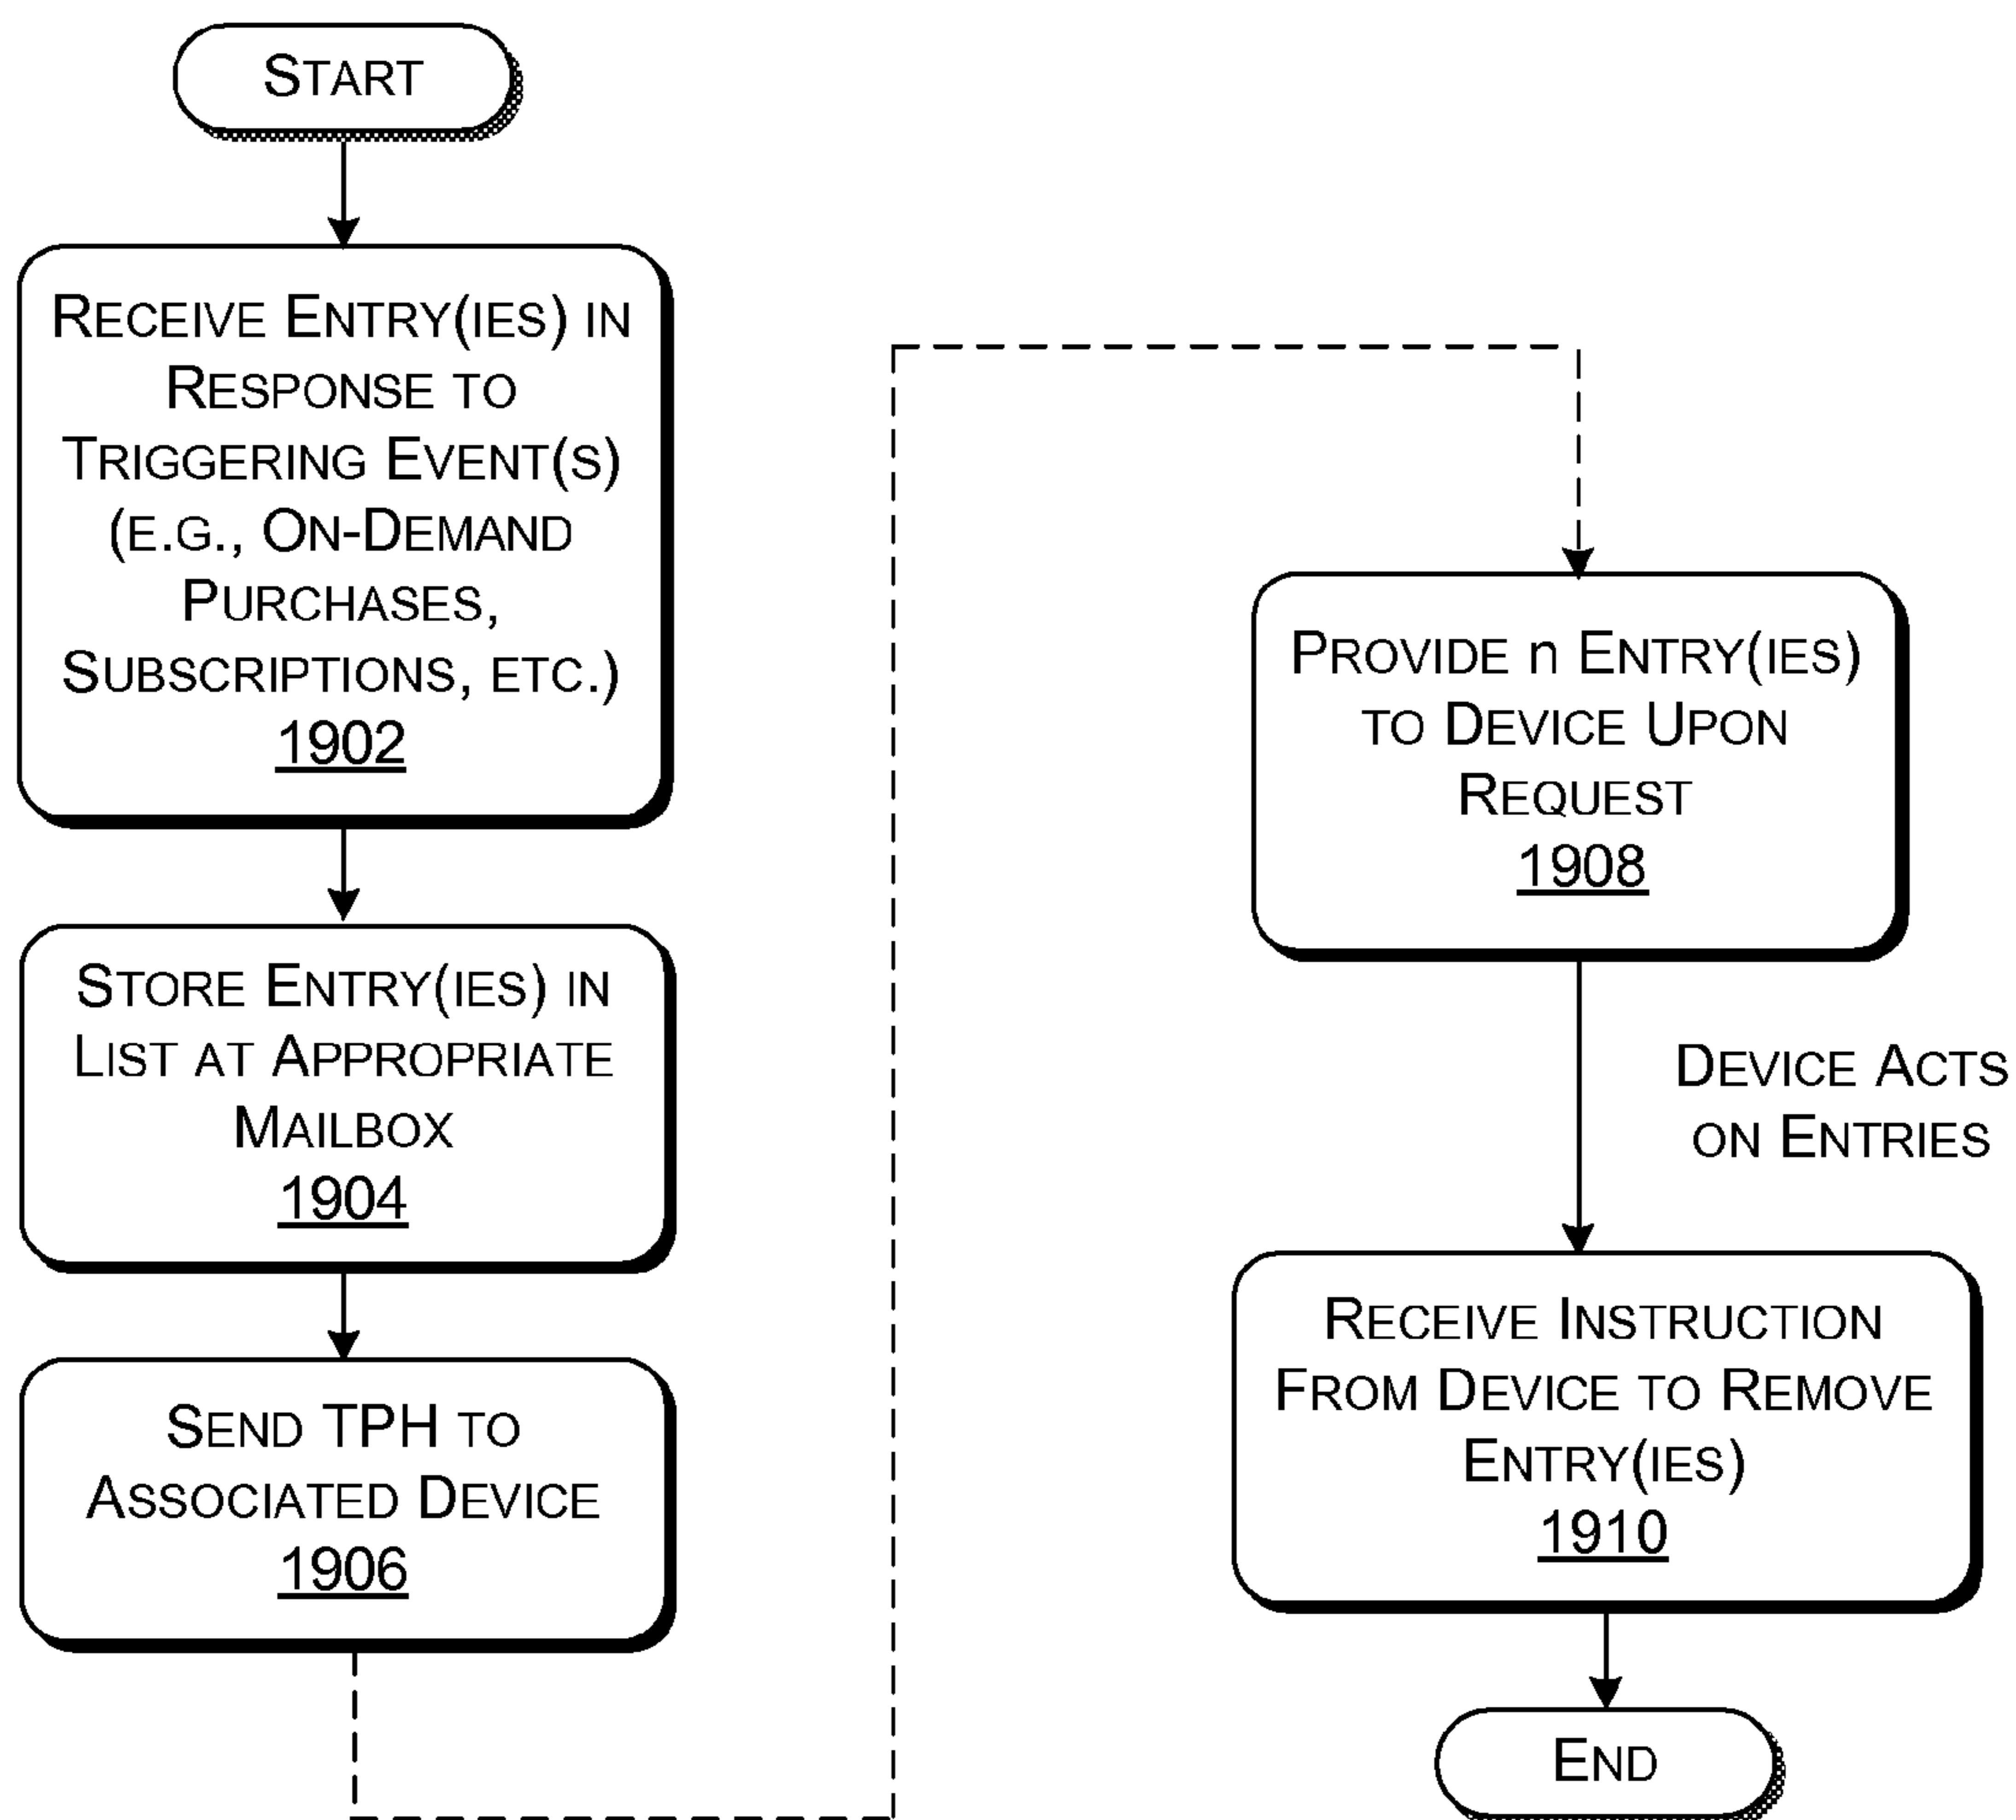 START
RECEIVE ENTRY(IES) IN
RESPONSE TO
TRIGGERING EVENT(S)
(E.G., ON-DEMAND
PURCHASES,
SUBSCRIPTIONS, ETC.)
1902
STORE ENTRY(IES) IN
LIST AT APPROPRIATE
MAILBOX
1904
SEND TPH TO
ASSOCIATED DEVICE
1906
PROVIDE n ENTRY(IES)
TO DEVICE UPON
REQUEST
1908
DEVICE ACTS
ON ENTRIES
RECEIVE INSTRUCTION
FROM DEVICE TO REMOVE
ENTRY(IES)
1910
END